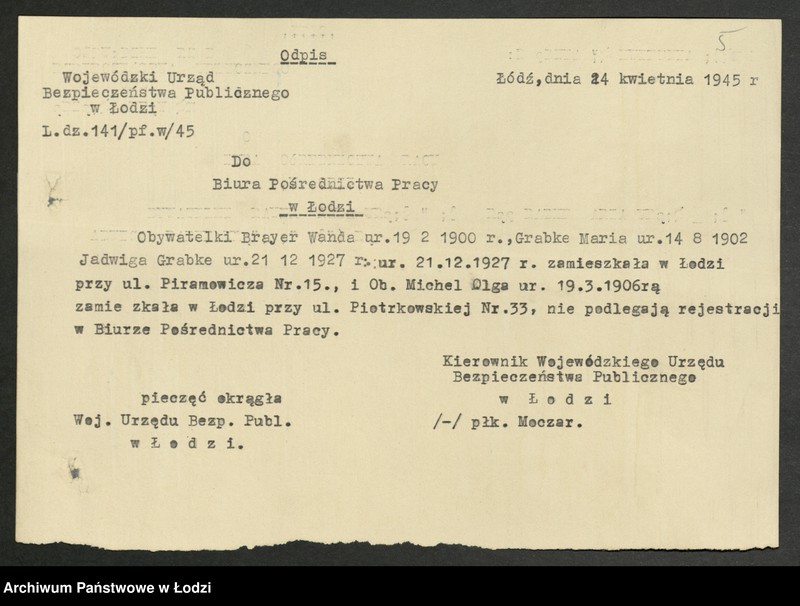 5
Odpis
Wojewódzki Urząd
Bezpieczeństwa Publicznego
w Łodzi
L.dz.141/pf.w/45
Łódź,dnia 24 kwietnia 1945 r
Do
Biura Pośrednictwa Pracy
w Łodzi
Obywatelki Brayer Wanda ur.19 2 1900 r.,Grabke Maria ur.14 8 1902
Jadwiga Grabke ur.21 12 1927 r.;ur. 21.12.1927 r. zamieszkała w Łodzi
przy ul. Piramowicza Nr.15., i Ob. Michel Olga ur. 19.3.1906rą
zamie zkała w Łodzi przy ul. Piotrkowskiej Nr.33, nie podlegają rejestracji
w Biurze Pośrednictwa Pracy.
Kierownik Wojewódzkiego Urzędu
Bezpieczeństwa Publicznego
w Ł o d z i
/-/ płk. Moczar.
pieczęć okrągła
Woj. Urzędu Bezp. Publ.
w Ł o d z i.
Archiwum Państwowe w Łodzi